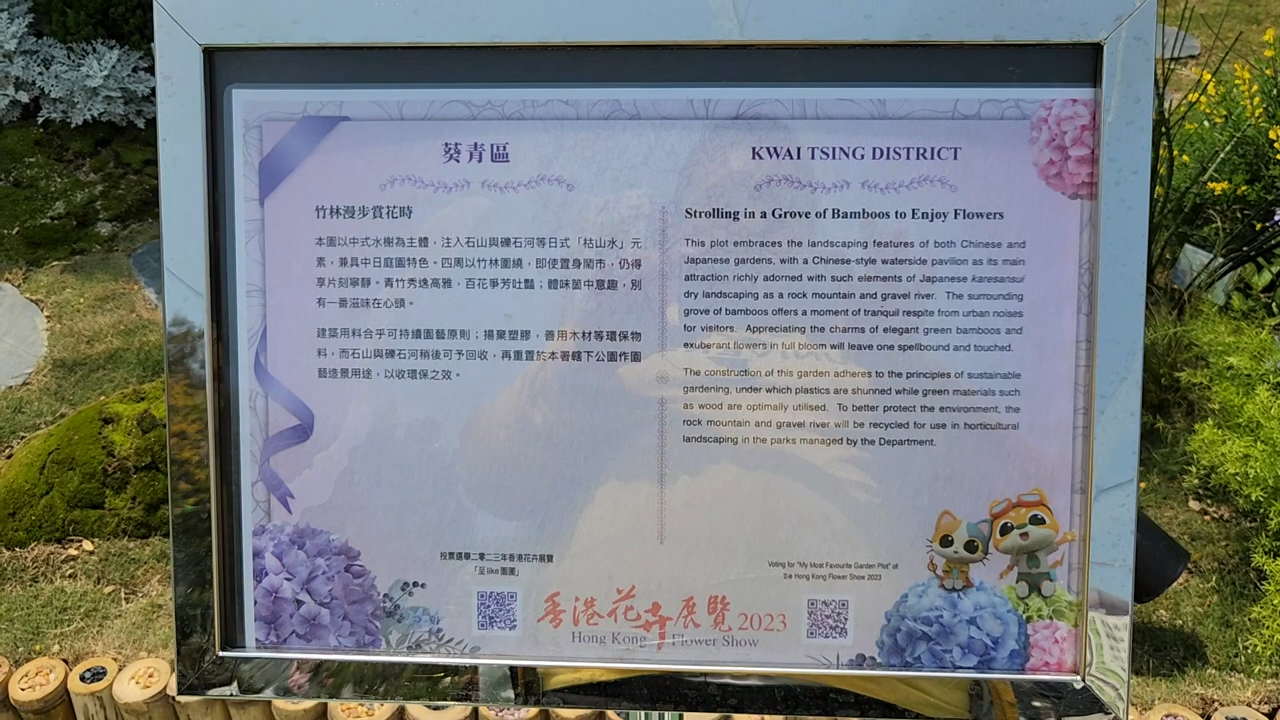 葵青區
竹林漫步賞花時
本園以中式水榭為主體，注入石山與礫石河等日式「枯山水」元
素，兼具中日庭園特色。四周以竹林圍繞，即使置身鬧市，仍得
享片刻寧靜。青竹秀逸高雅，百花爭芳吐豔；體味箇中意趣，別
有一番滋味在心頭。
建築用料合乎可持續園藝原則；揚棄塑膠，善用木材等環保物
料，而石山與礫石河稍後可予回收，再重置於本署轄下公園作園
藝造景用途，以收環保之效。
KWAI TSING DISTRICT
Strolling in a Grove of Bamboos to Enjoy Flowers
This plot embraces the landscaping features of both Chinese and
Japanese gardens, with a Chinese-style waterside pavilion as its main
attraction richly adorned with such elements of Japanese karesansui
dry landscaping as a rock mountain and gravel river. The surrounding
grove of bamboos offers a moment of tranquil respite from urban noises
for visitors. Appreciating the charms of elegant green bamboos and
exuberant flowers in full bloom will leave one spellbound and touched.
The construction of this garden adheres to the principles of sustainable
gardening, under which plastics are shunned while green materials such
as wood are optimally utilised. To better protect the environment, the
rock mountain and gravel river will be recycled for use in horticultural
landscaping in the parks managed by the Department.
投票選舉二零二三年香港花卉展覽
「至like園圃」
Voting for "My Most Favourite Garden Plot" of
the Hong Kong Flower Show 2023
香港花卉展覽 2023
Hong Kong Flower Show